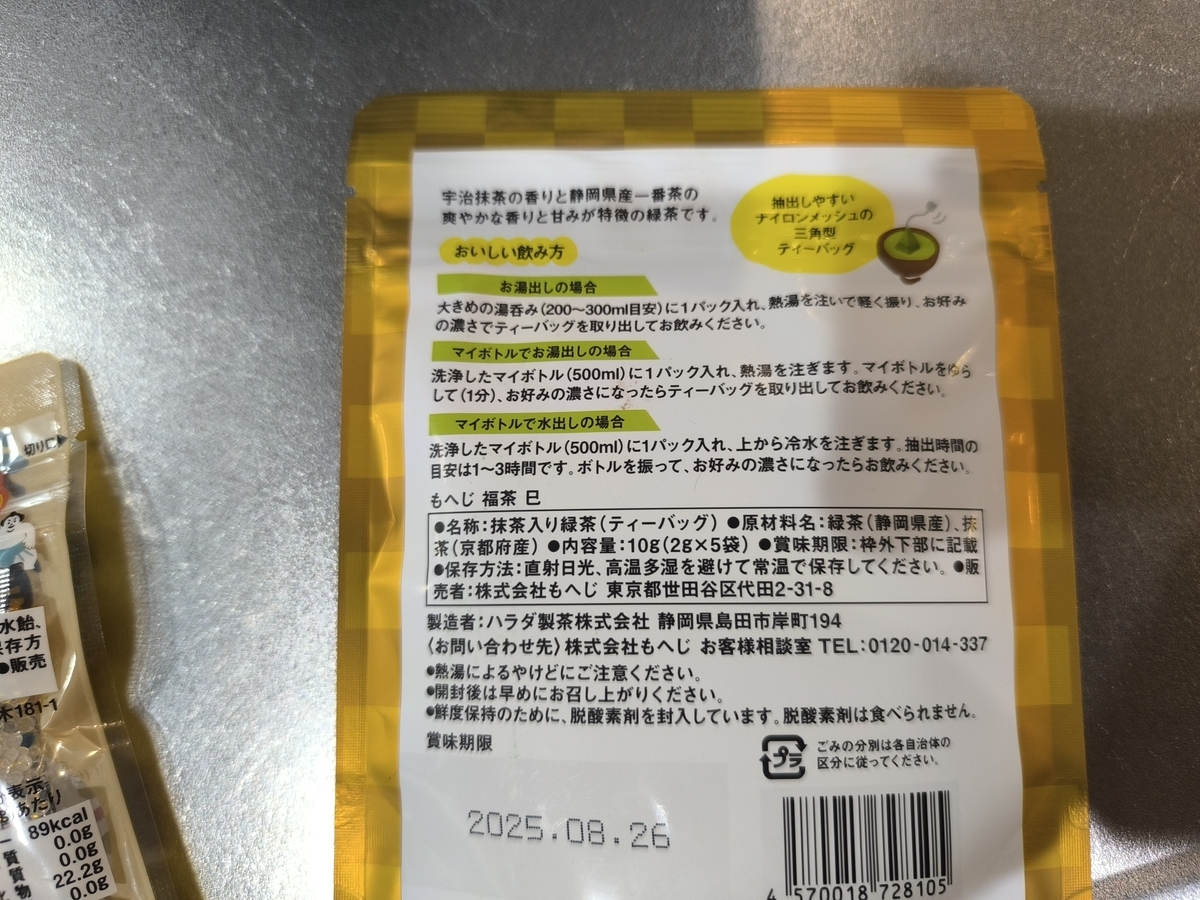 宇治抹茶の香りと静岡県産一番茶の
爽やかな香りと甘みが特徴の緑茶です。
抽出しやすい
ナイロンメッシュの
三角型
ティーバッグ
おいしい飲み方
お湯出しの場合
大きめの湯呑み(200〜300ml目安)に1パック入れ、熱湯を注いで軽く振り、お好み
の濃さでティーバッグを取り出してお飲みください。
マイボトルでお湯出しの場合
洗浄したマイボトル(500ml)に1パック入れ、熱湯を注ぎます。マイボトルをゆら
して(1分)、お好みの濃さになったらティーバッグを取り出してお飲みください。
マイボトルで水出しの場合
洗浄したマイボトル(500ml)に1パック入れ、上から冷水を注ぎます。抽出時間の
目安は1〜3時間です。ボトルを振って、お好みの濃さになったらお飲みください。
もへじ 福茶 巳
●名称:抹茶入り緑茶(ティーバッグ) ●原材料名:緑茶(静岡県産)、抹
茶(京都府産) ●内容量:10g(2g×5袋) ●賞味期限:枠外下部に記載
●保存方法:直射日光、高温多湿を避けて常温で保存してください。●販
売者:株式会社もへじ 東京都世田谷区代田2-31-8
製造者:ハラダ製茶株式会社 静岡県島田市岸町194
〈お問い合わせ先〉株式会社もへじ お客様相談室 TEL:0120-014-337
●熱湯によるやけどにご注意ください。
●開封後は早めにお召し上がりください。
●鮮度保持のために、脱酸素剤を封入しています。脱酸素剤は食べられません。
賞味期限
プラ
ごみの分別は各自治体の
区分に従ってください。
2025.08.26
4 570018 728105
切り口
水飴、
保存方
●販売
木181-1
表示
あたり
89kcal
0.0g
0.0g
22.2g
0.0g